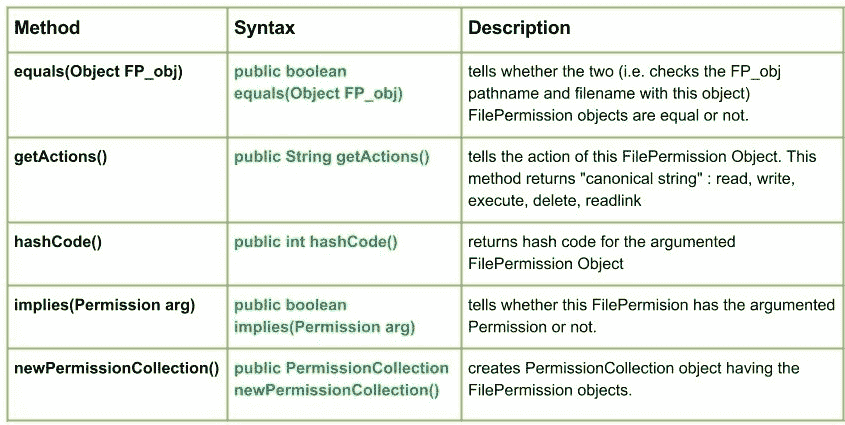 Method Syntax Description
equals(Object FP_obj) public boolean equals(Object FP_obj) tells whether the two (i.e. checks the FP_obj
pathname and filename with this object)
FilePermission objects are equal or not.
getActions() public String getActions() tells the action of this FilePermission Object. This
method returns "canonical string" : read, write,
execute, delete, readlink
hashCode() public int hashCode() returns hash code for the argumented
FilePermission Object
implies(Permission arg) public boolean implies(Permission arg) tells whether this FilePermision has the argumented
Permission or not.
newPermissionCollection() public PermissionCollection newPermissionCollection() creates PermissionCollection object having the
FilePermission objects.